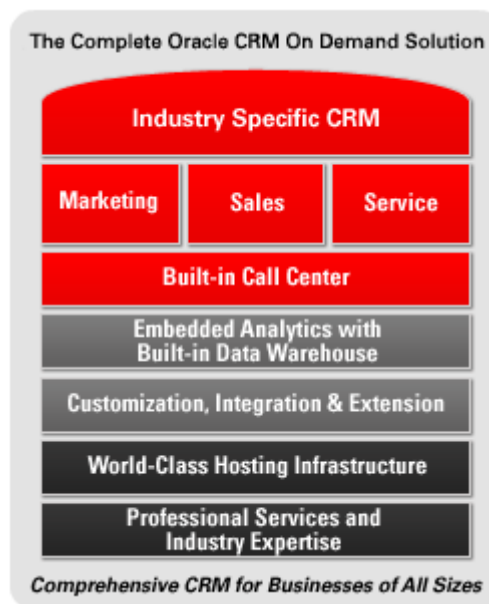 The Complete Oracle CRM On Demand Solution
Industry Specific CRM
Marketing
Sales
Service
Built-in Call Center
Embedded Analytics with
Built-in Data Warehouse
Customization, Integration & Extension
World-Class Hosting Infrastructure
Professional Services and
Industry Expertise
Comprehensive CRM for Businesses of All Sizes